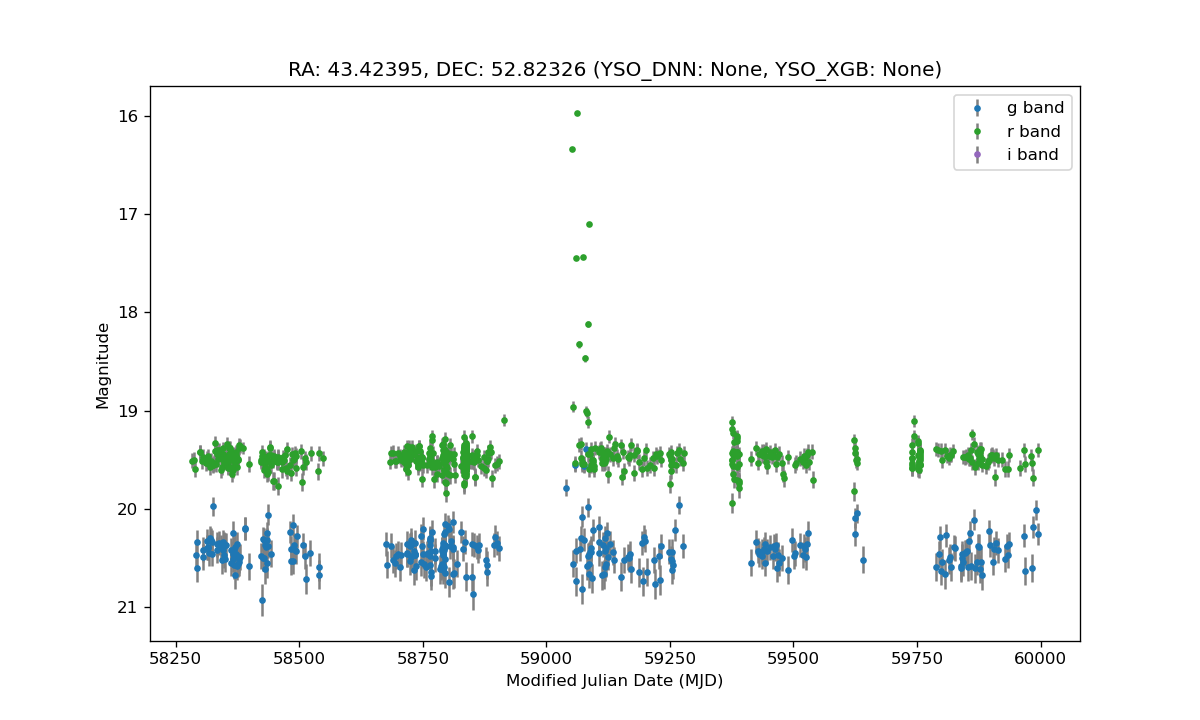 RA: 43.42395, DEC: 52.82326 (YSO_DNN: None, YSO_XGB: None)
g band
r band
i band
16
17
18
19
20
21
Magnitude
58250 58500 58750 59000 59250 59500 59750 60000
Modified Julian Date (MJD)